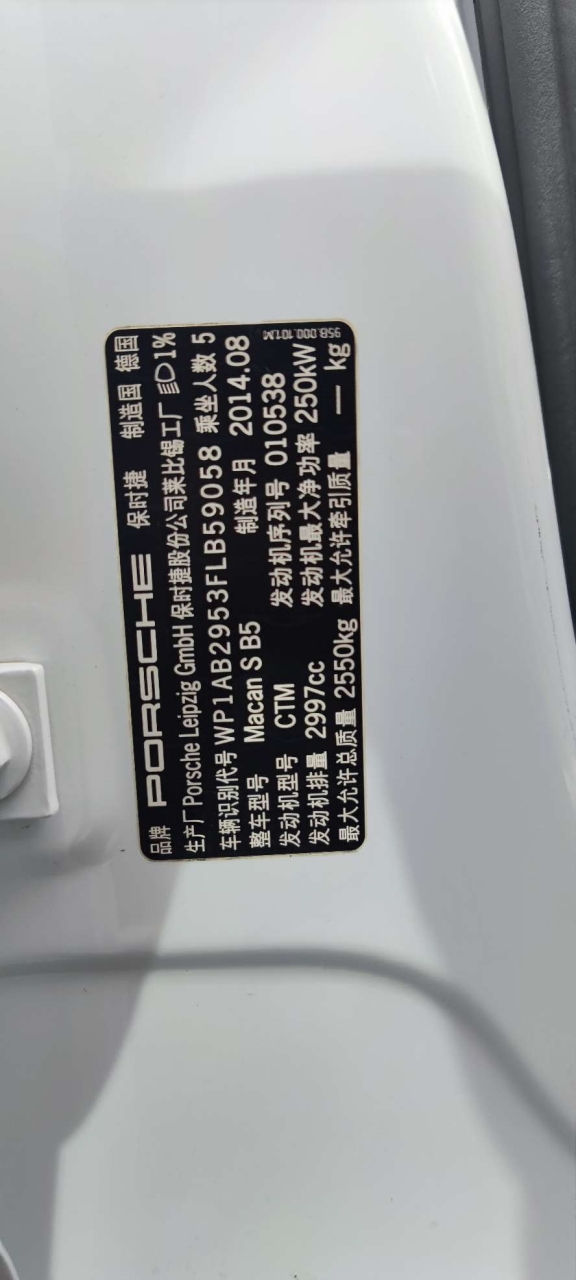 品牌 PORSCHE 保时捷 制造国 德国
生产厂 Porsche Leipzig GmbH 保时捷股份公司莱比锡工厂 1%
车辆识别代号 WP1AB2953FLB59058 乘坐人数 5
整车型号 Macan S B5 制造年月 2014.08
发动机型号 CTM 发动机序列号 010538
发动机排量 2997cc 发动机最大净功率 250kW
最大允许总质量 2550kg 最大允许牵引质量 — kg
95B.000.101.M